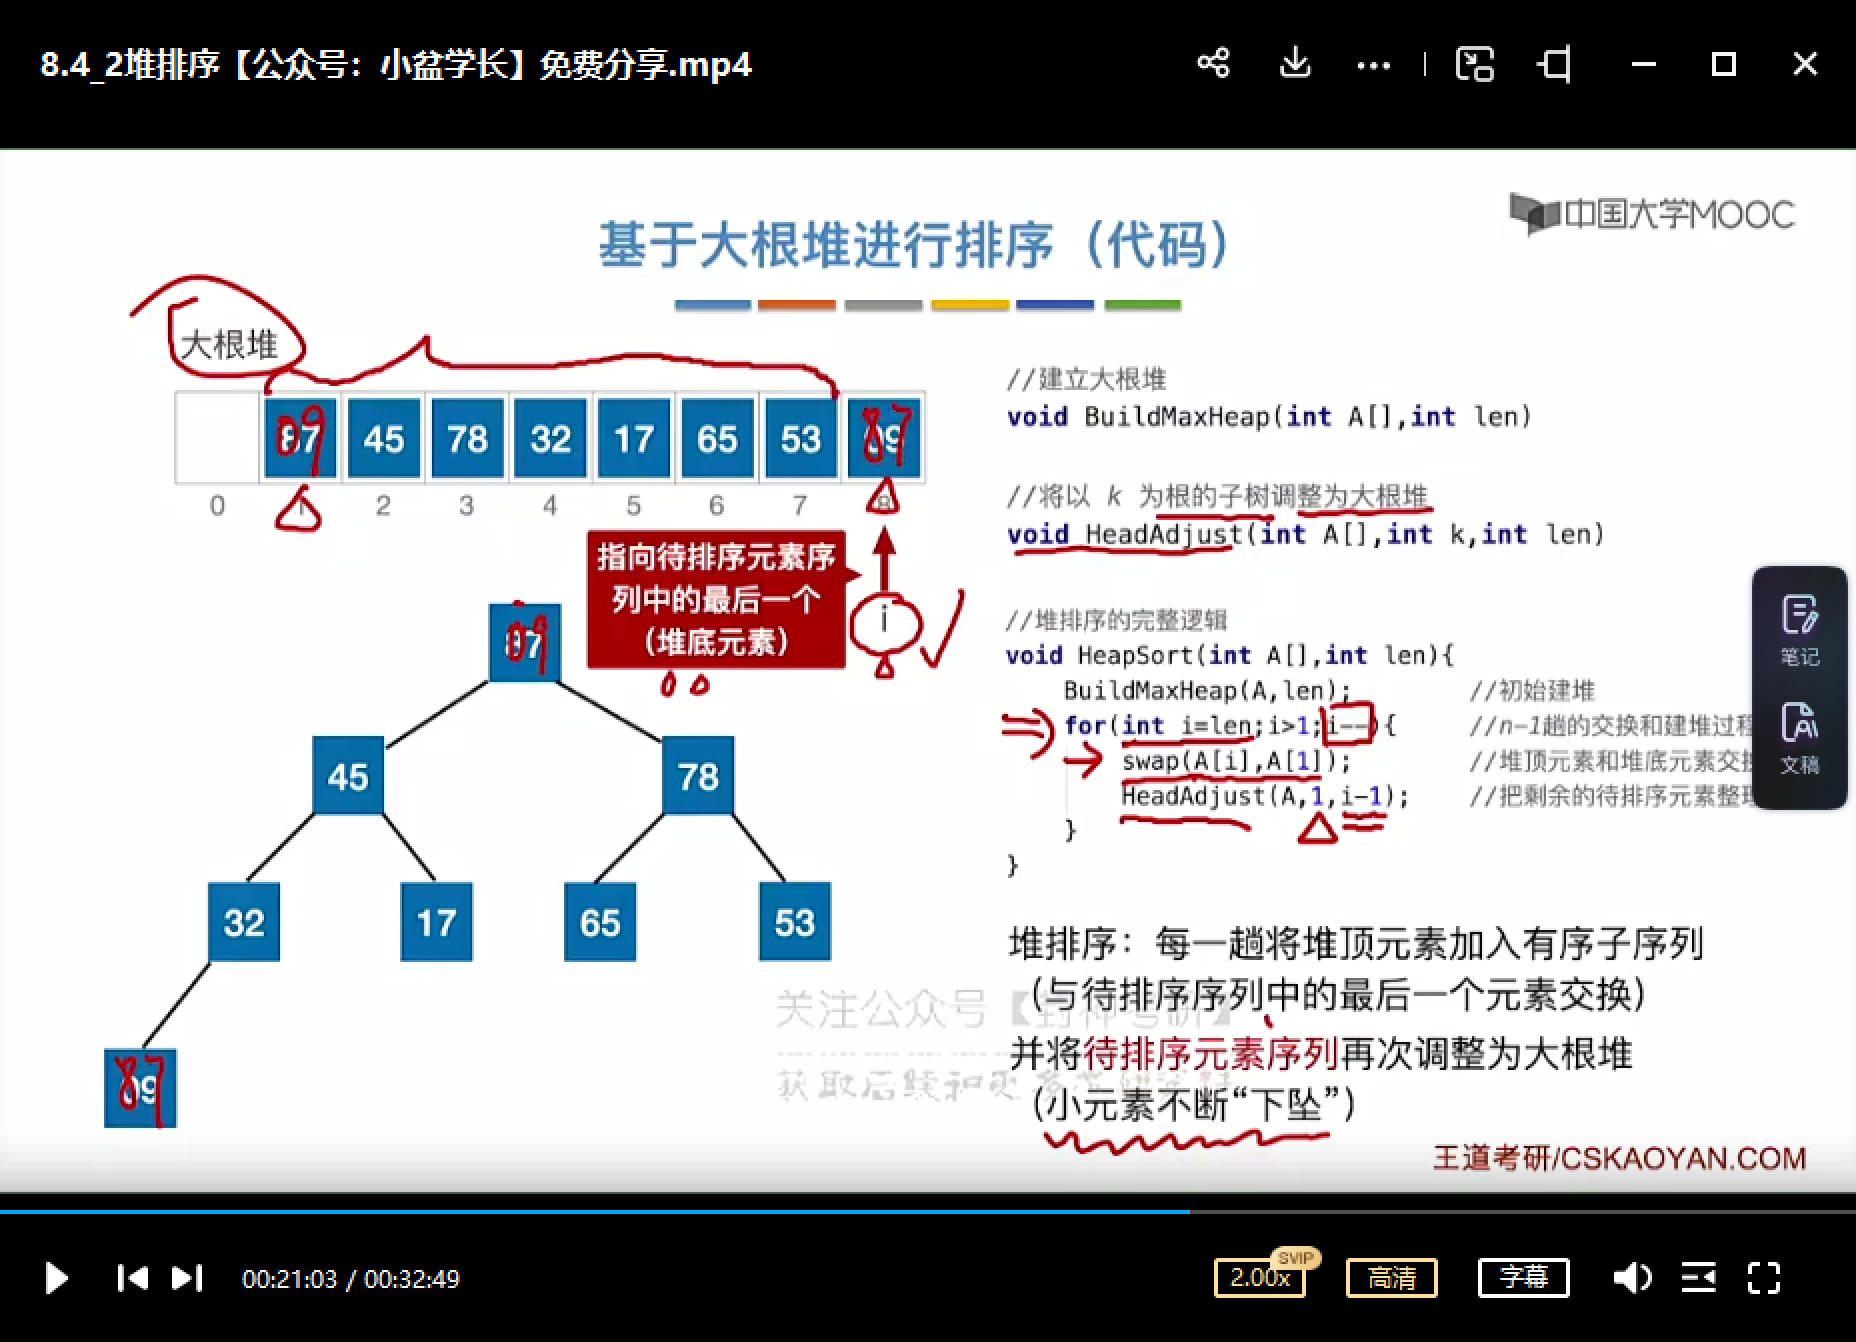 8.4_2堆排序【公众号：小盆学长】免费分享.mp4
中国大学MOOC
基于大根堆进行排序（代码）
大根堆
09 45 78 32 17 65 53 87
0 1 2 3 4 5 6 7 8
指向待排序元素序
列中的最后一个
（堆底元素）
i
09
45 78
32 17 65 53
87
//建立大根堆
void BuildMaxHeap(int A[],int len)
//将以 k 为根的子树调整为大根堆
void HeadAdjust(int A[],int k,int len)
//堆排序的完整逻辑
void HeapSort(int A[],int len){
BuildMaxHeap(A,len); //初始建堆
for(int i=len;i>1;i--){ //n-1趟的交换和建堆过程
swap(A[i],A[1]); //堆顶元素和堆底元素交
HeadAdjust(A,1,i-1); //把剩余的待排序元素整
}
}
堆排序：每一趟将堆顶元素加入有序子序列
（与待排序序列中的最后一个元素交换）
并将待排序元素序列再次调整为大根堆
（小元素不断“下坠”）
关注公众号
王道考研/CSKAOYAN.COM
笔记
文稿
00:21:03 / 00:32:49
2.00x
SVIP
高清
字幕